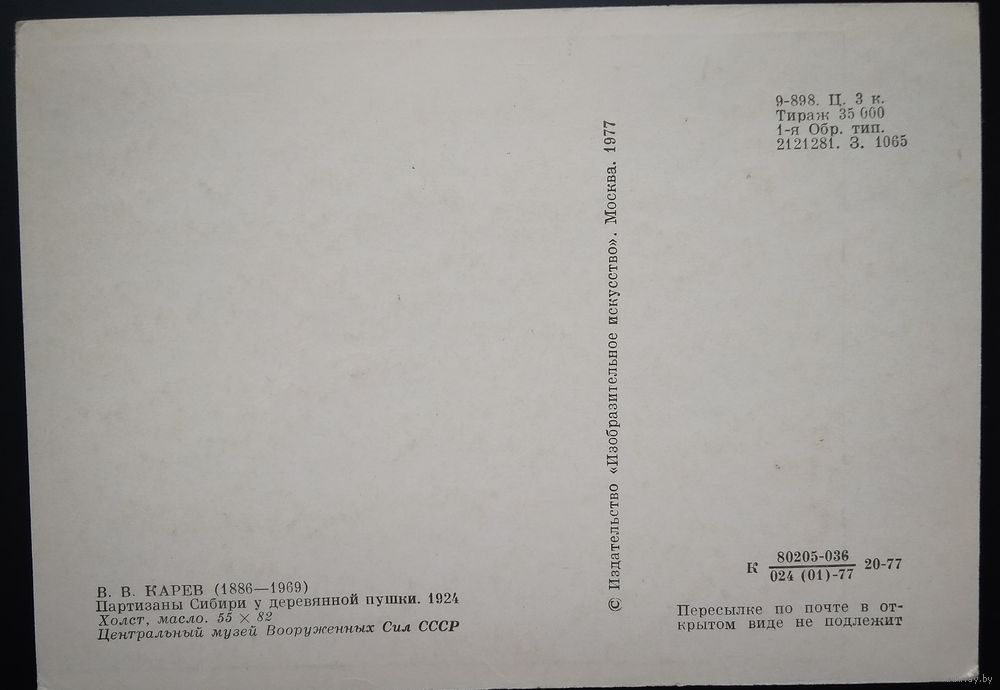 9-898. Ц. 3 к.
Тираж 35 000
1-я Обр. тип.
2121281. З. 1065
© Издательство «Изобразительное искусство». Москва. 1977
В. В. КАРЕВ (1886—1969)
Партизаны Сибири у деревянной пушки. 1924
Холст, масло. 55 × 82
Центральный музей Вооруженных Сил СССР
К 80205-036 20-77
024 (01)-77
Пересылке по почте в от-
крытом виде не подлежит